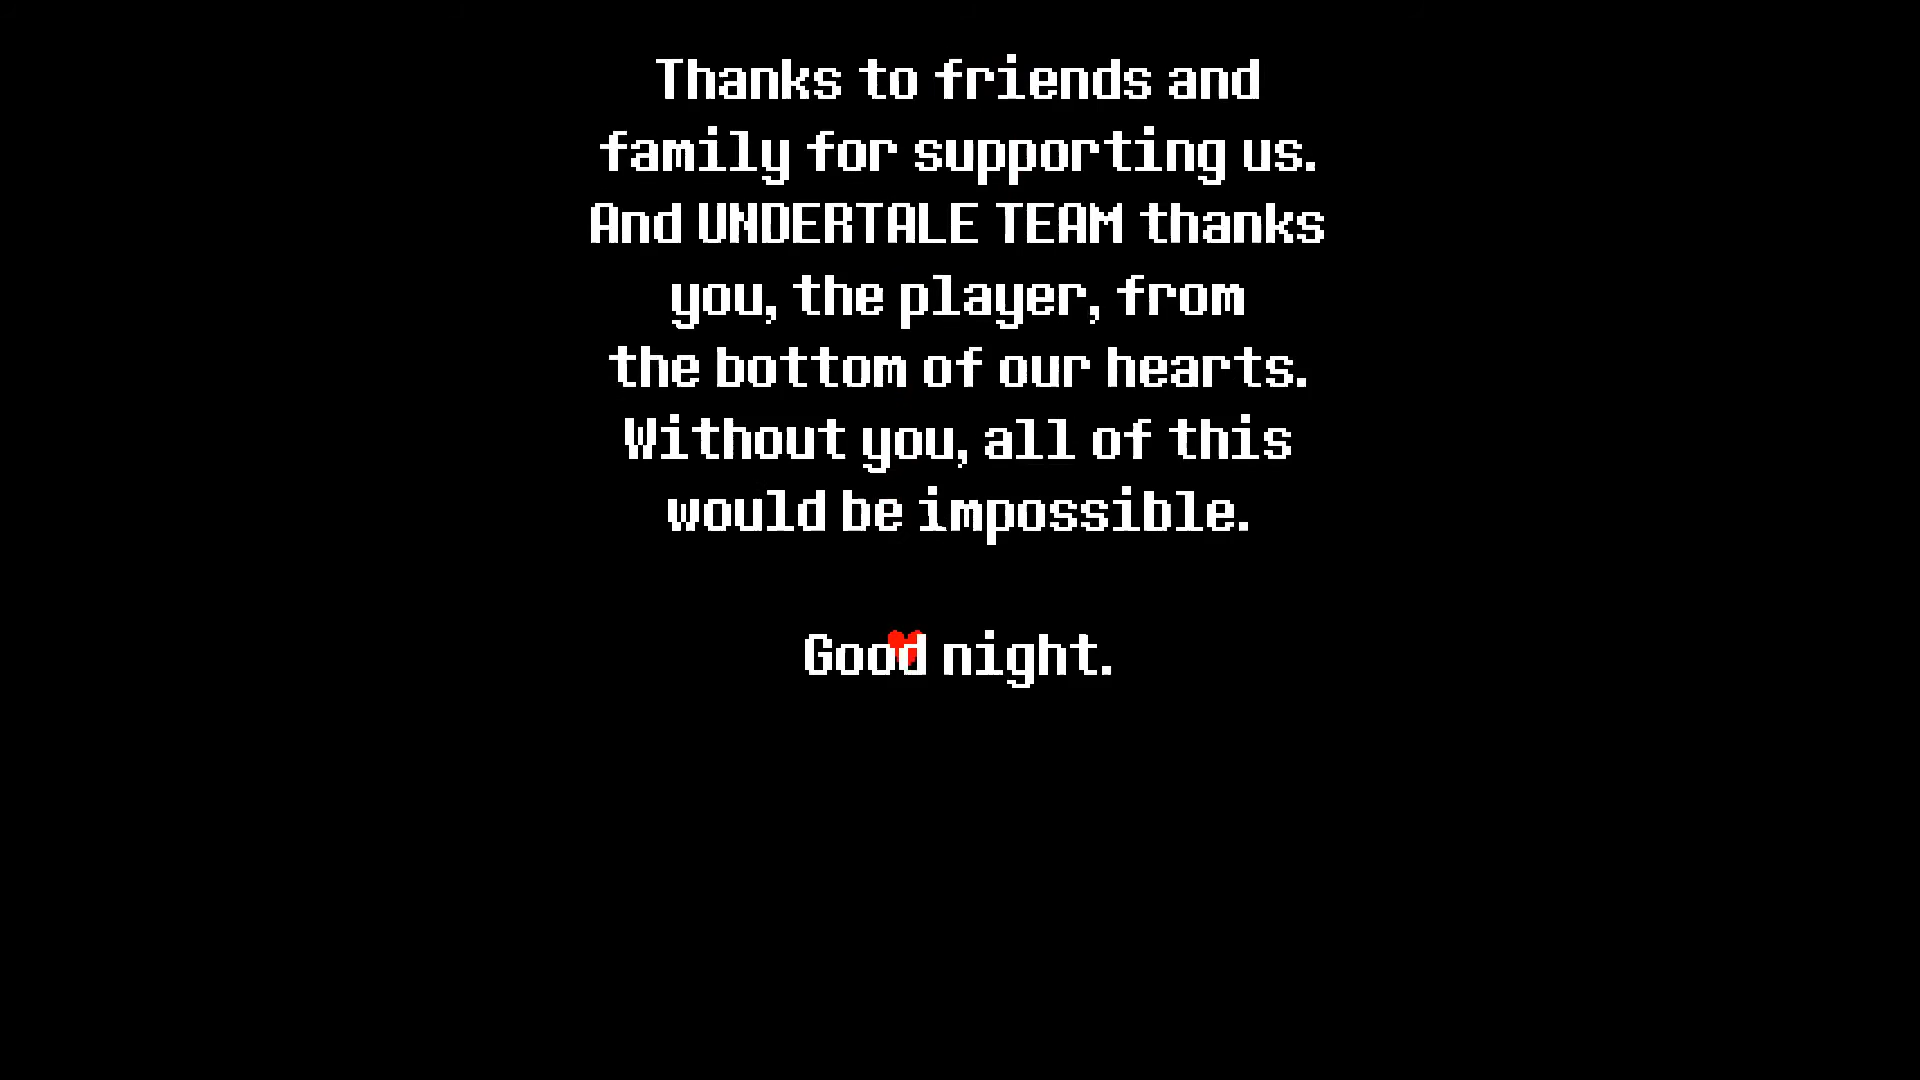 Thanks to friends and
family for supporting us.
And UNDERTALE TEAM thanks
you, the player, from
the bottom of our hearts.
Without you, all of this
would be impossible.
Good night.